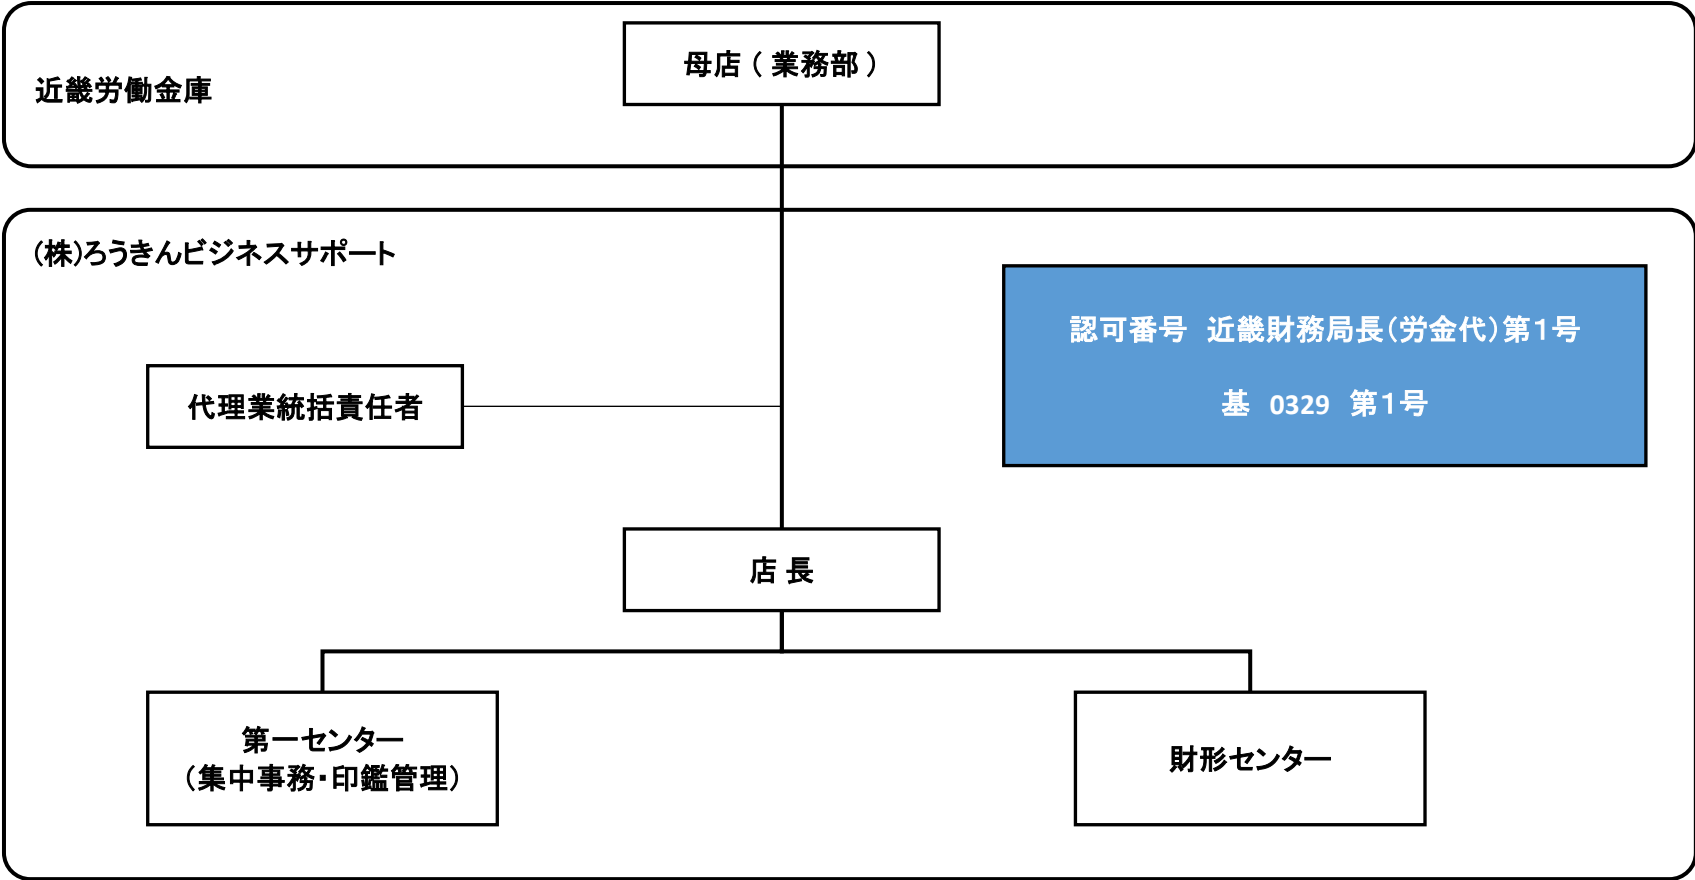 母店（業務部）
近畿労働金庫
(株)ろうきんビジネスサポート
認可番号　近畿財務局長（労金代）第１号
基　0329　第１号
代理業統括責任者
店 長
第一センター
（集中事務・印鑑管理）
財形センター